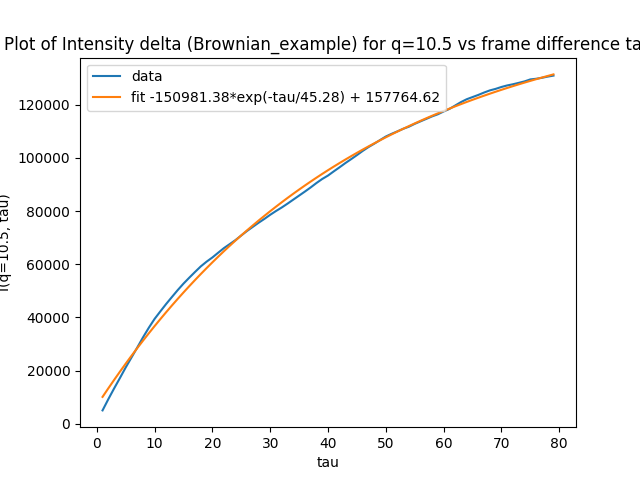 Plot of Intensity delta (Brownian_example) for q=10.5 vs frame difference ta
data
fit -150981.38*exp(-tau/45.28) + 157764.62
120000
100000
80000
60000
40000
20000
0
(q=10.5, tau)
0 10 20 30 40 50 60 70 80
tau